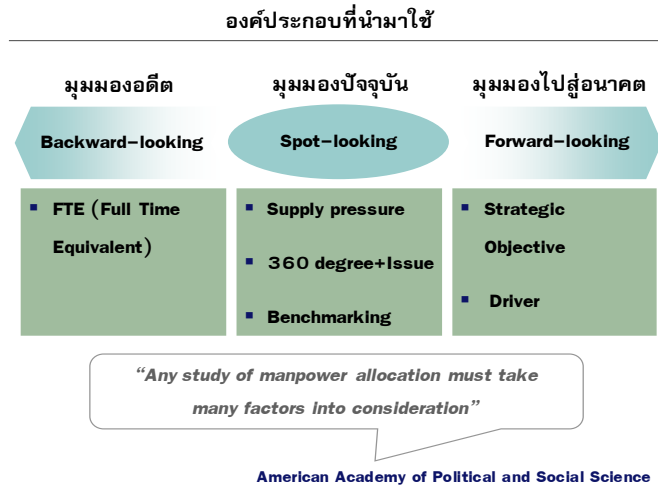 องค์ประกอบที่นำมาใช้
มุมมองอดีต
มุมมองปัจจุบัน
มุมมองไปสู่อนาคต
Backward-looking
Spot-looking
Forward-looking
▪ FTE (Full Time
Equivalent)
▪ Supply pressure
▪ 360 degree+Issue
▪ Benchmarking
▪ Strategic
Objective
▪ Driver
“Any study of manpower allocation must take
many factors into consideration”
American Academy of Political and Social Science